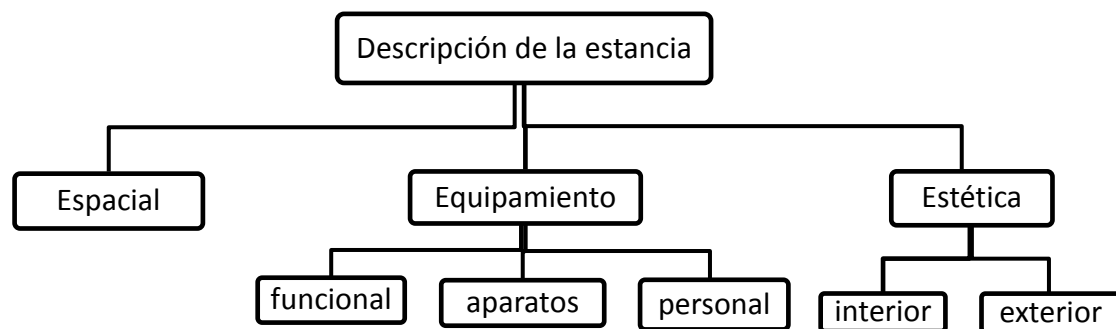 Descripción de la estancia
Espacial
Equipamiento
Estética
funcional
aparatos
personal
interior
exterior